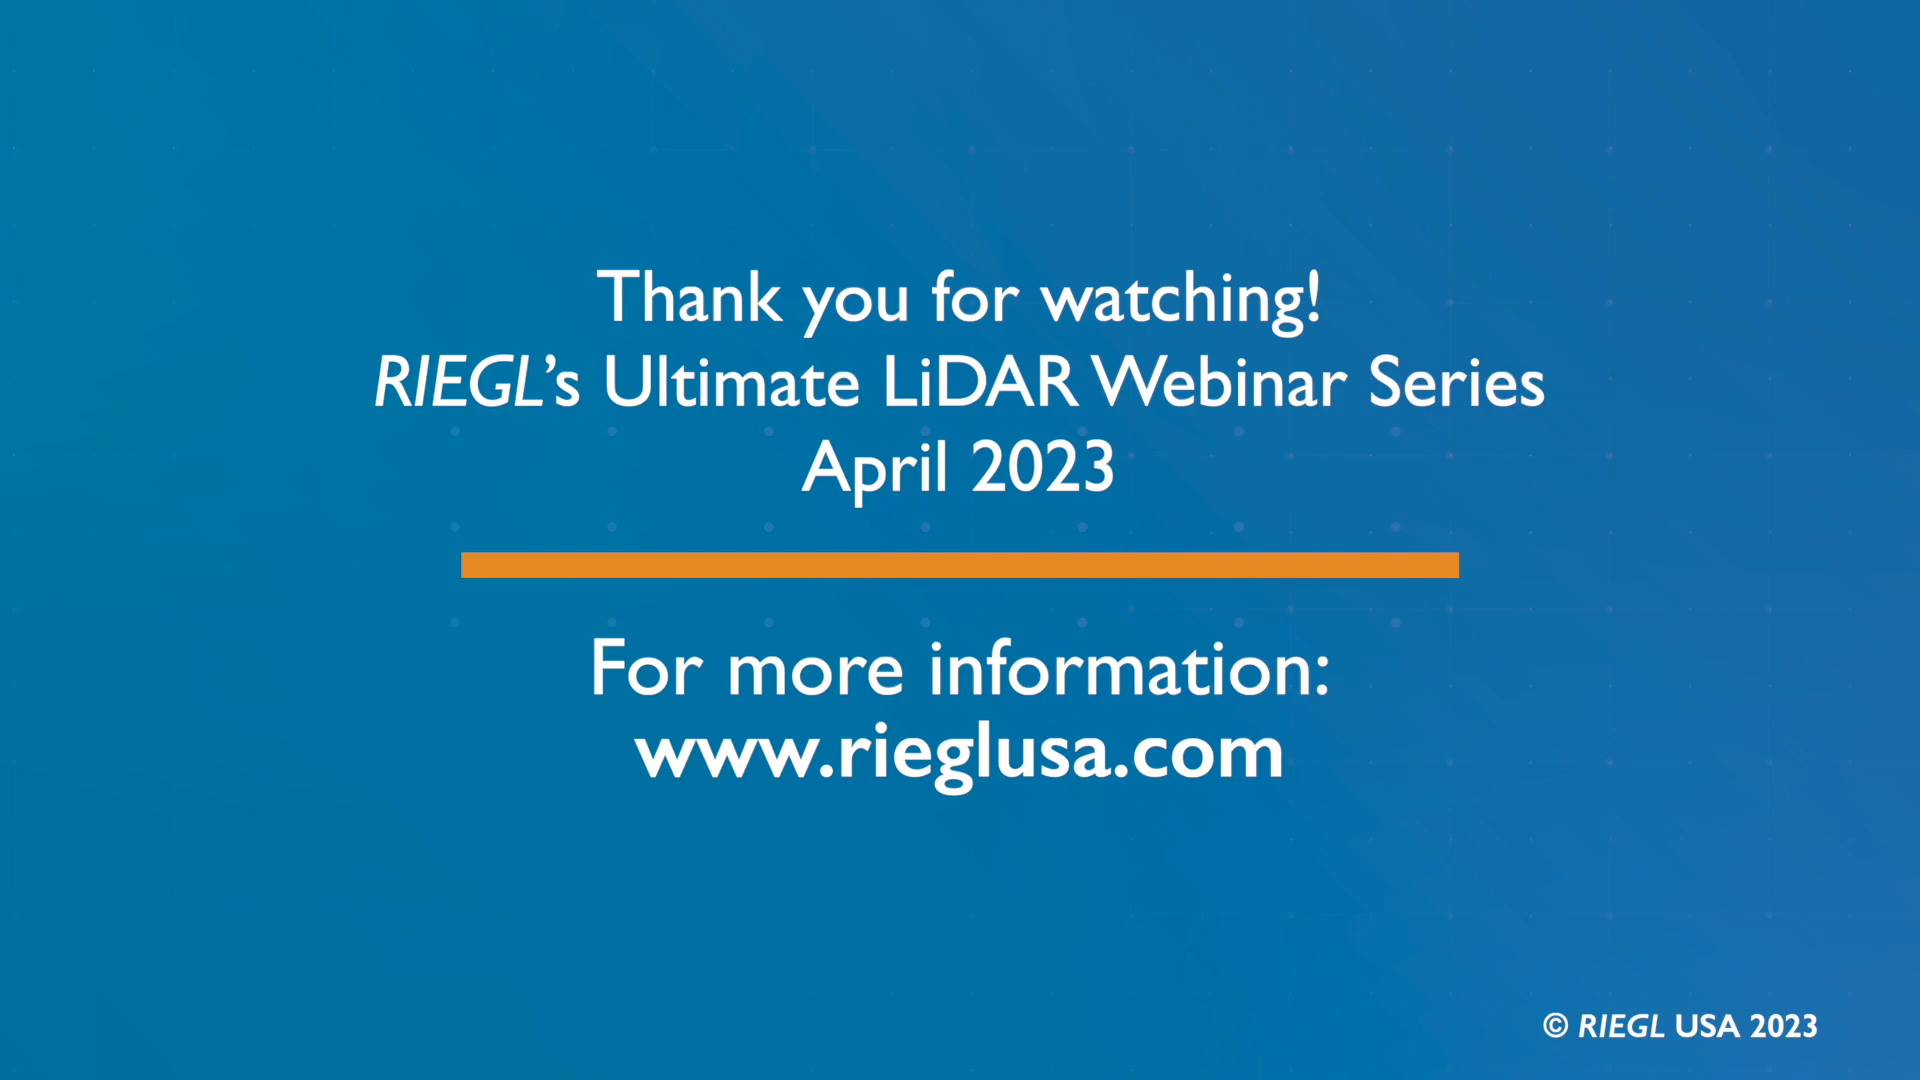 Thank you for watching!
RIEGL’s Ultimate LiDAR Webinar Series
April 2023
For more information:
www.rieglusa.com
© RIEGL USA 2023